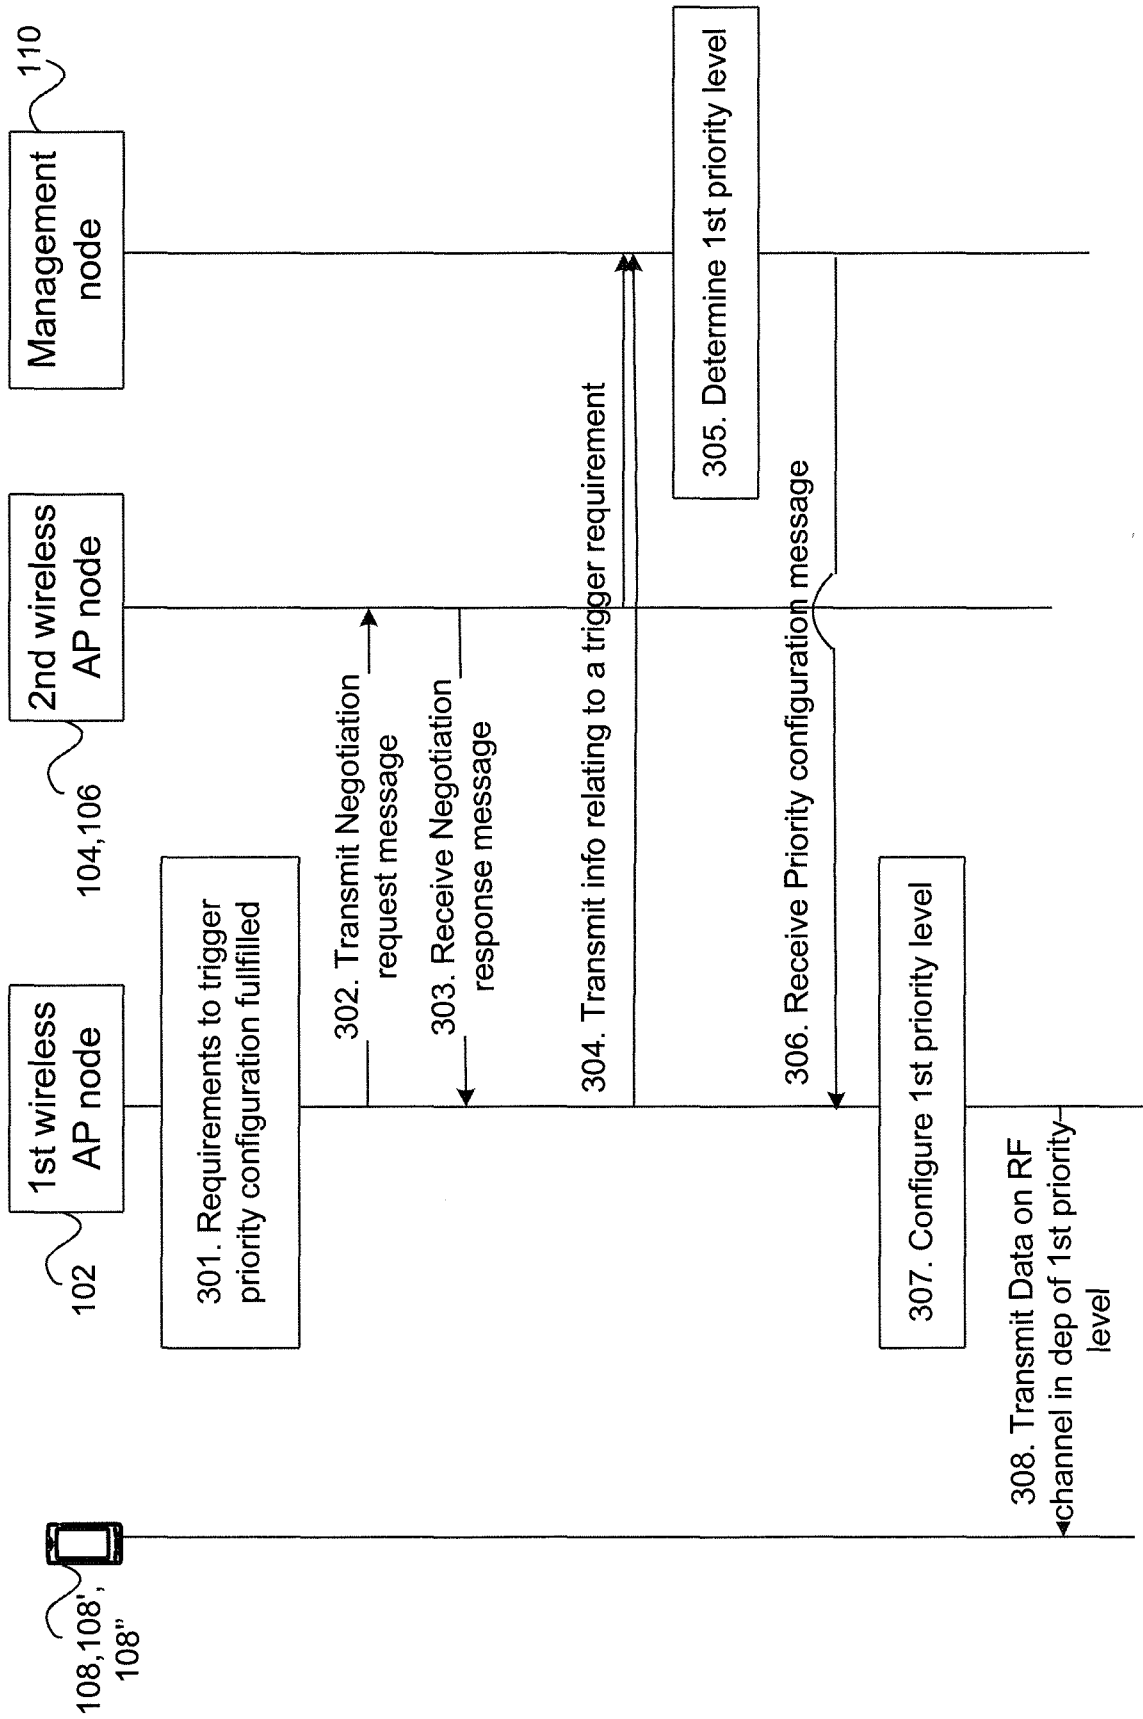 108,108',
108"
102
1st wireless
AP node
104,106
2nd wireless
AP node
110
Management
node
301. Requirements to trigger
priority configuration fullfilled
302. Transmit Negotiation
request message
303. Receive Negotiation
response message
304. Transmit info relating to a trigger requirement
305. Determine 1st priority level
306. Receive Priority configuration message
307. Configure 1st priority level
308. Transmit Data on RF
channel in dep of 1st priority
level